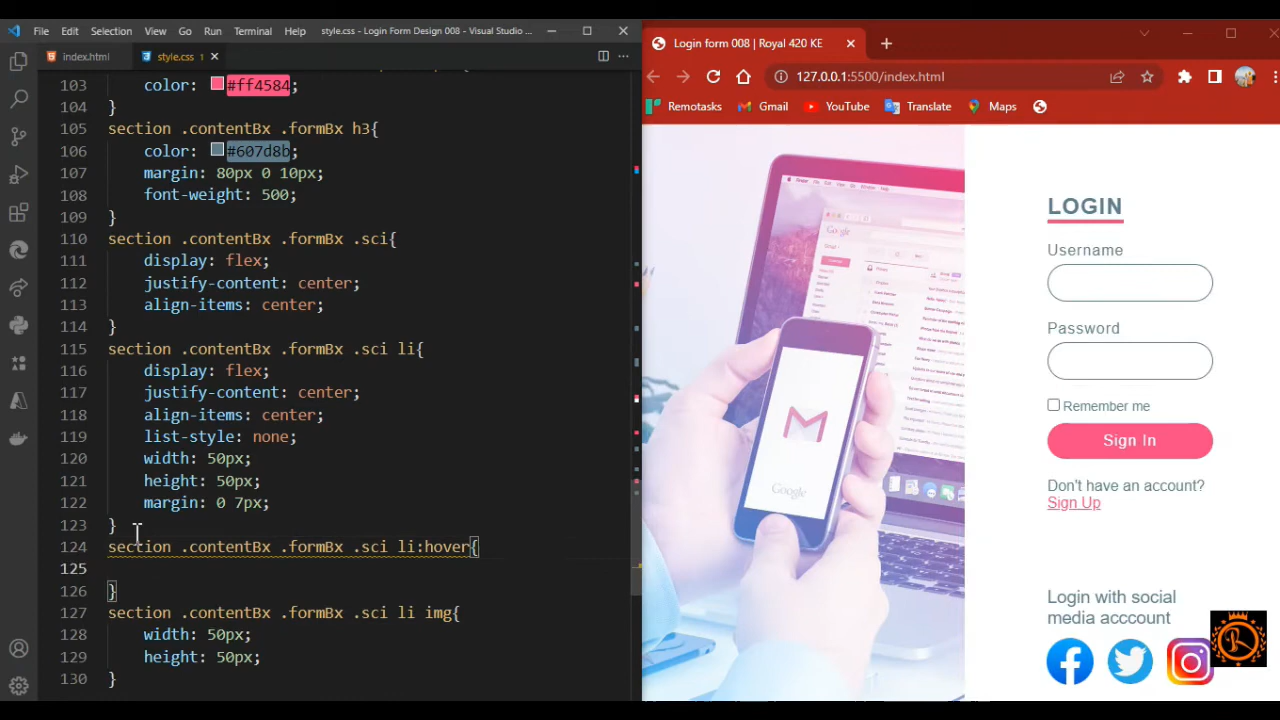 File Edit Selection View Go Run Terminal Help style.css - Login Form Design 008 - Visual Studio ...
index.html style.css 1
103 color: #ff4584;
104 }
105 section .contentBx .formBx h3{
106 color: #607d8b;
107 margin: 80px 0 10px;
108 font-weight: 500;
109 }
110 section .contentBx .formBx .sci{
111 display: flex;
112 justify-content: center;
113 align-items: center;
114 }
115 section .contentBx .formBx .sci li{
116 display: flex;
117 justify-content: center;
118 align-items: center;
119 list-style: none;
120 width: 50px;
121 height: 50px;
122 margin: 0 7px;
123 }
124 section .contentBx .formBx .sci li:hover{
125
126 }
127 section .contentBx .formBx .sci li img{
128 width: 50px;
129 height: 50px;
130 }
Login form 008 | Royal 420 KE
127.0.0.1:5500/index.html
Remotasks Gmail YouTube Translate Maps
Google
LOGIN
Username
Password
Remember me
Sign In
Don't have an account?
Sign Up
Login with social
media acccount
R